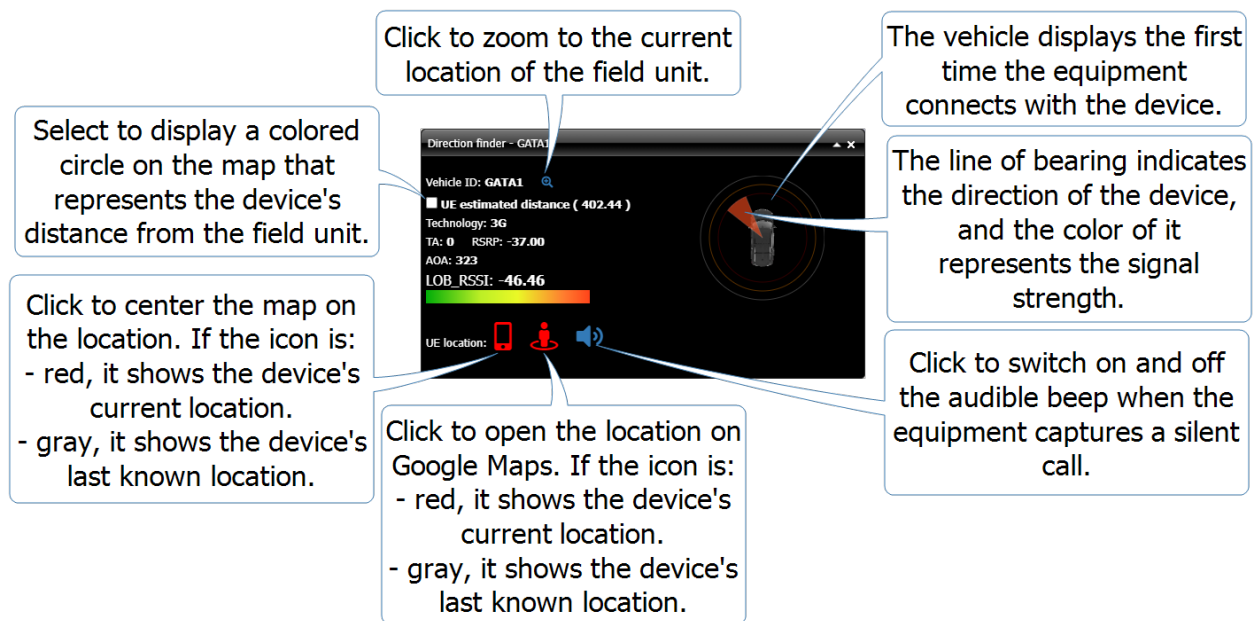 Click to zoom to the current
location of the field unit.
The vehicle displays the first
time the equipment
connects with the device.
Select to display a colored
circle on the map that
represents the device's
distance from the field unit.
Direction finder - GATA1
Vehicle ID: GATA1
UE estimated distance ( 402.44 )
Technology: 3G
TA: 0 RSRP: -37.00
AOA: 323
LOB_RSSI: -46.46
UE location:
The line of bearing indicates
the direction of the device,
and the color of it
represents the signal
strength.
Click to center the map on
the location. If the icon is:
- red, it shows the device's
current location.
- gray, it shows the device's
last known location.
Click to open the location on
Google Maps. If the icon is:
- red, it shows the device's
current location.
- gray, it shows the device's
last known location.
Click to switch on and off
the audible beep when the
equipment captures a silent
call.